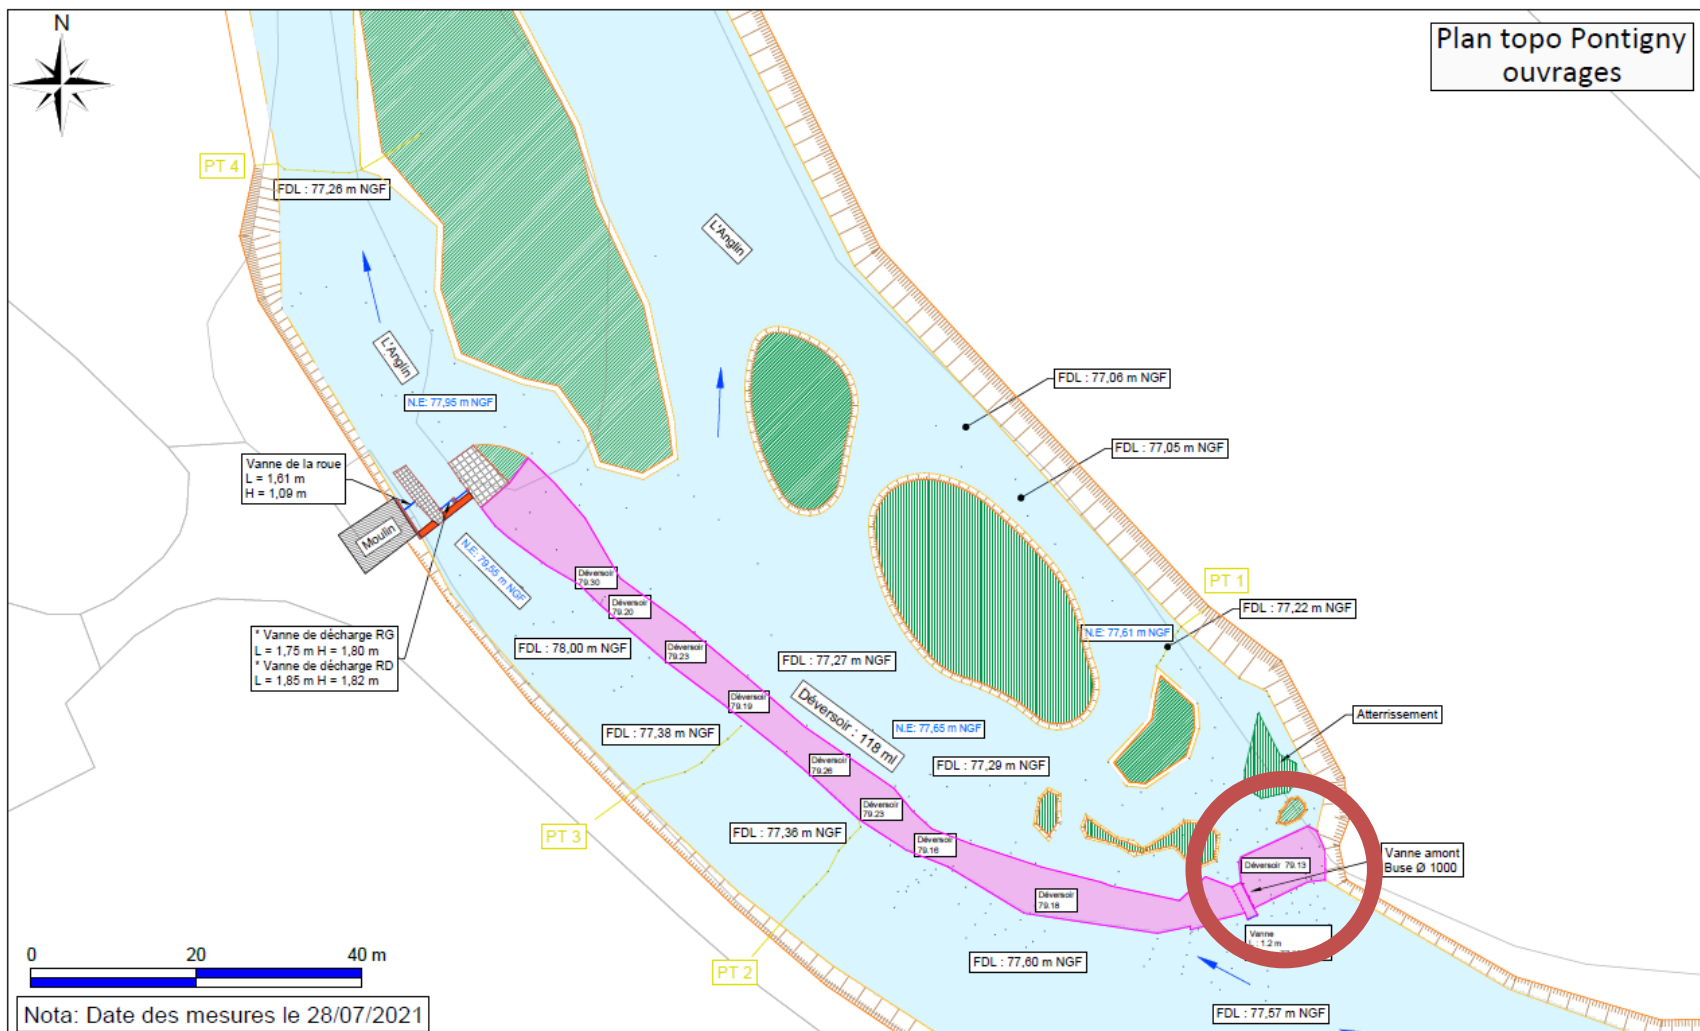 N
Plan topo Pontigny
ouvrages
PT 4
FDL : 77,26 m NGF
L'Anglin
L'Anglin
FDL : 77,06 m NGF
N.E: 77,95 m NGF
FDL : 77,05 m NGF
Vanne de la roue
L = 1,61 m
H = 1,09 m
Moulin
N.E: 79,55 m NGF
Déversoir
79.30
Déversoir
79.20
PT 1
FDL : 77,22 m NGF
N.E: 77,61 m NGF
* Vanne de décharge RG
L = 1,75 m H = 1,80 m
* Vanne de décharge RD
L = 1,85 m H = 1,82 m
FDL : 78,00 m NGF
Déversoir
79.23
FDL : 77,27 m NGF
Déversoir
79.19
Déversoir : 118 ml
N.E: 77,65 m NGF
Atterrissement
FDL : 77,38 m NGF
Déversoir
79.26
FDL : 77,29 m NGF
Déversoir
79.23
PT 3
FDL : 77,36 m NGF
Déversoir
79.16
Déversoir 79.13
Vanne amont
Buse Ø 1000
Déversoir
79.18
Vanne
L : 1.2 m
PT 2
FDL : 77,60 m NGF
0 20 40 m
FDL : 77,57 m NGF
Nota: Date des mesures le 28/07/2021